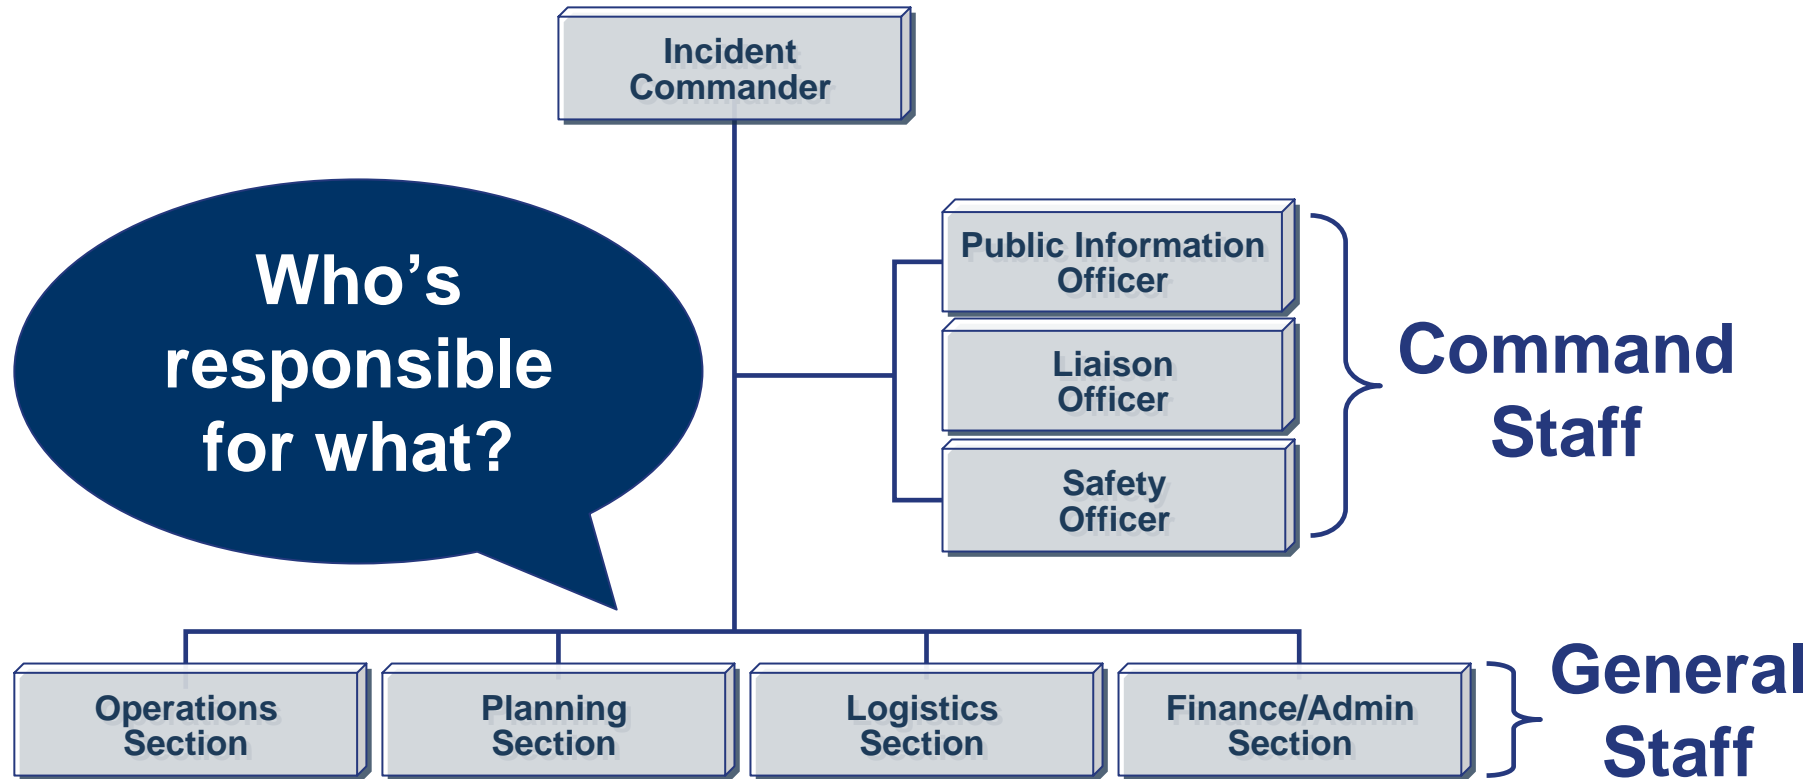 Incident
Commander
Who’s
responsible
for what?
Public Information
Officer
Liaison
Officer
Safety
Officer
Command
Staff
Operations
Section
Planning
Section
Logistics
Section
Finance/Admin
Section
General
Staff